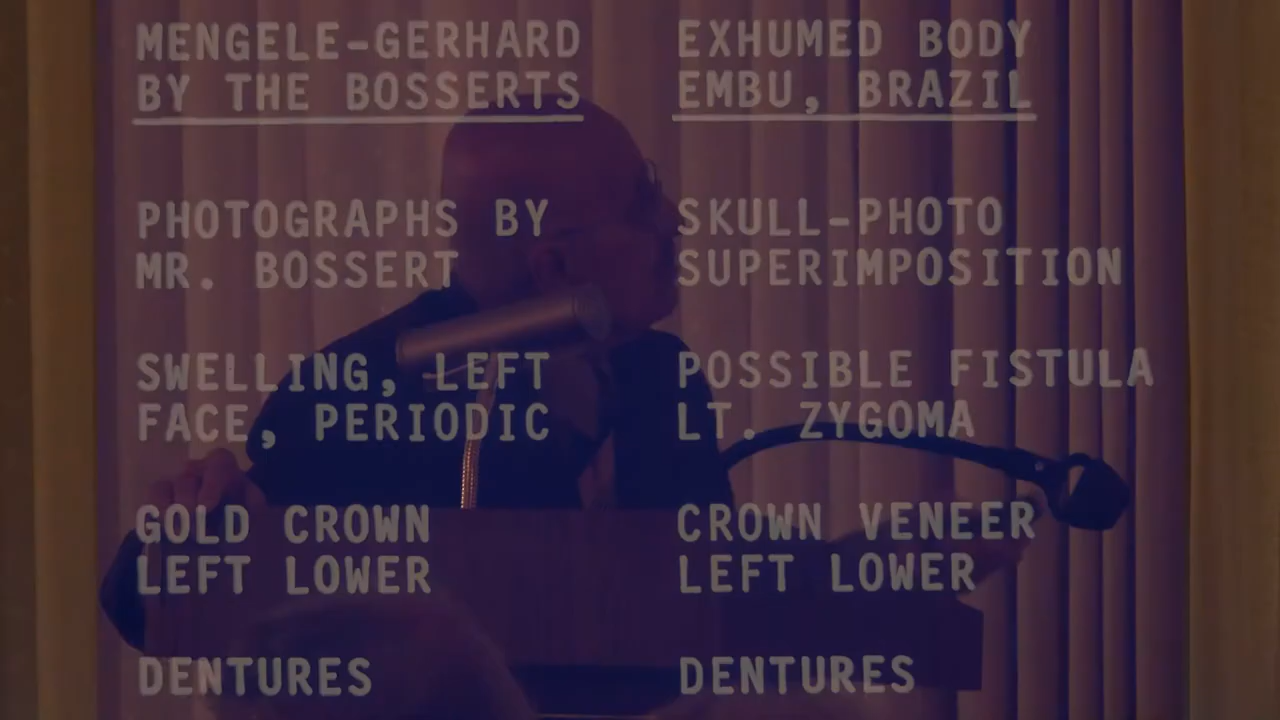 MENGELE-GERHARD
BY THE BOSSERTS
PHOTOGRAPHS BY
MR. BOSSERT
SWELLING, LEFT
FACE, PERIODIC
GOLD CROWN
LEFT LOWER
DENTURES
EXHUMED BODY
EMBU, BRAZIL
SKULL-PHOTO
SUPERIMPOSITION
POSSIBLE FISTULA
LT. ZYGOMA
CROWN VENEER
LEFT LOWER
DENTURES